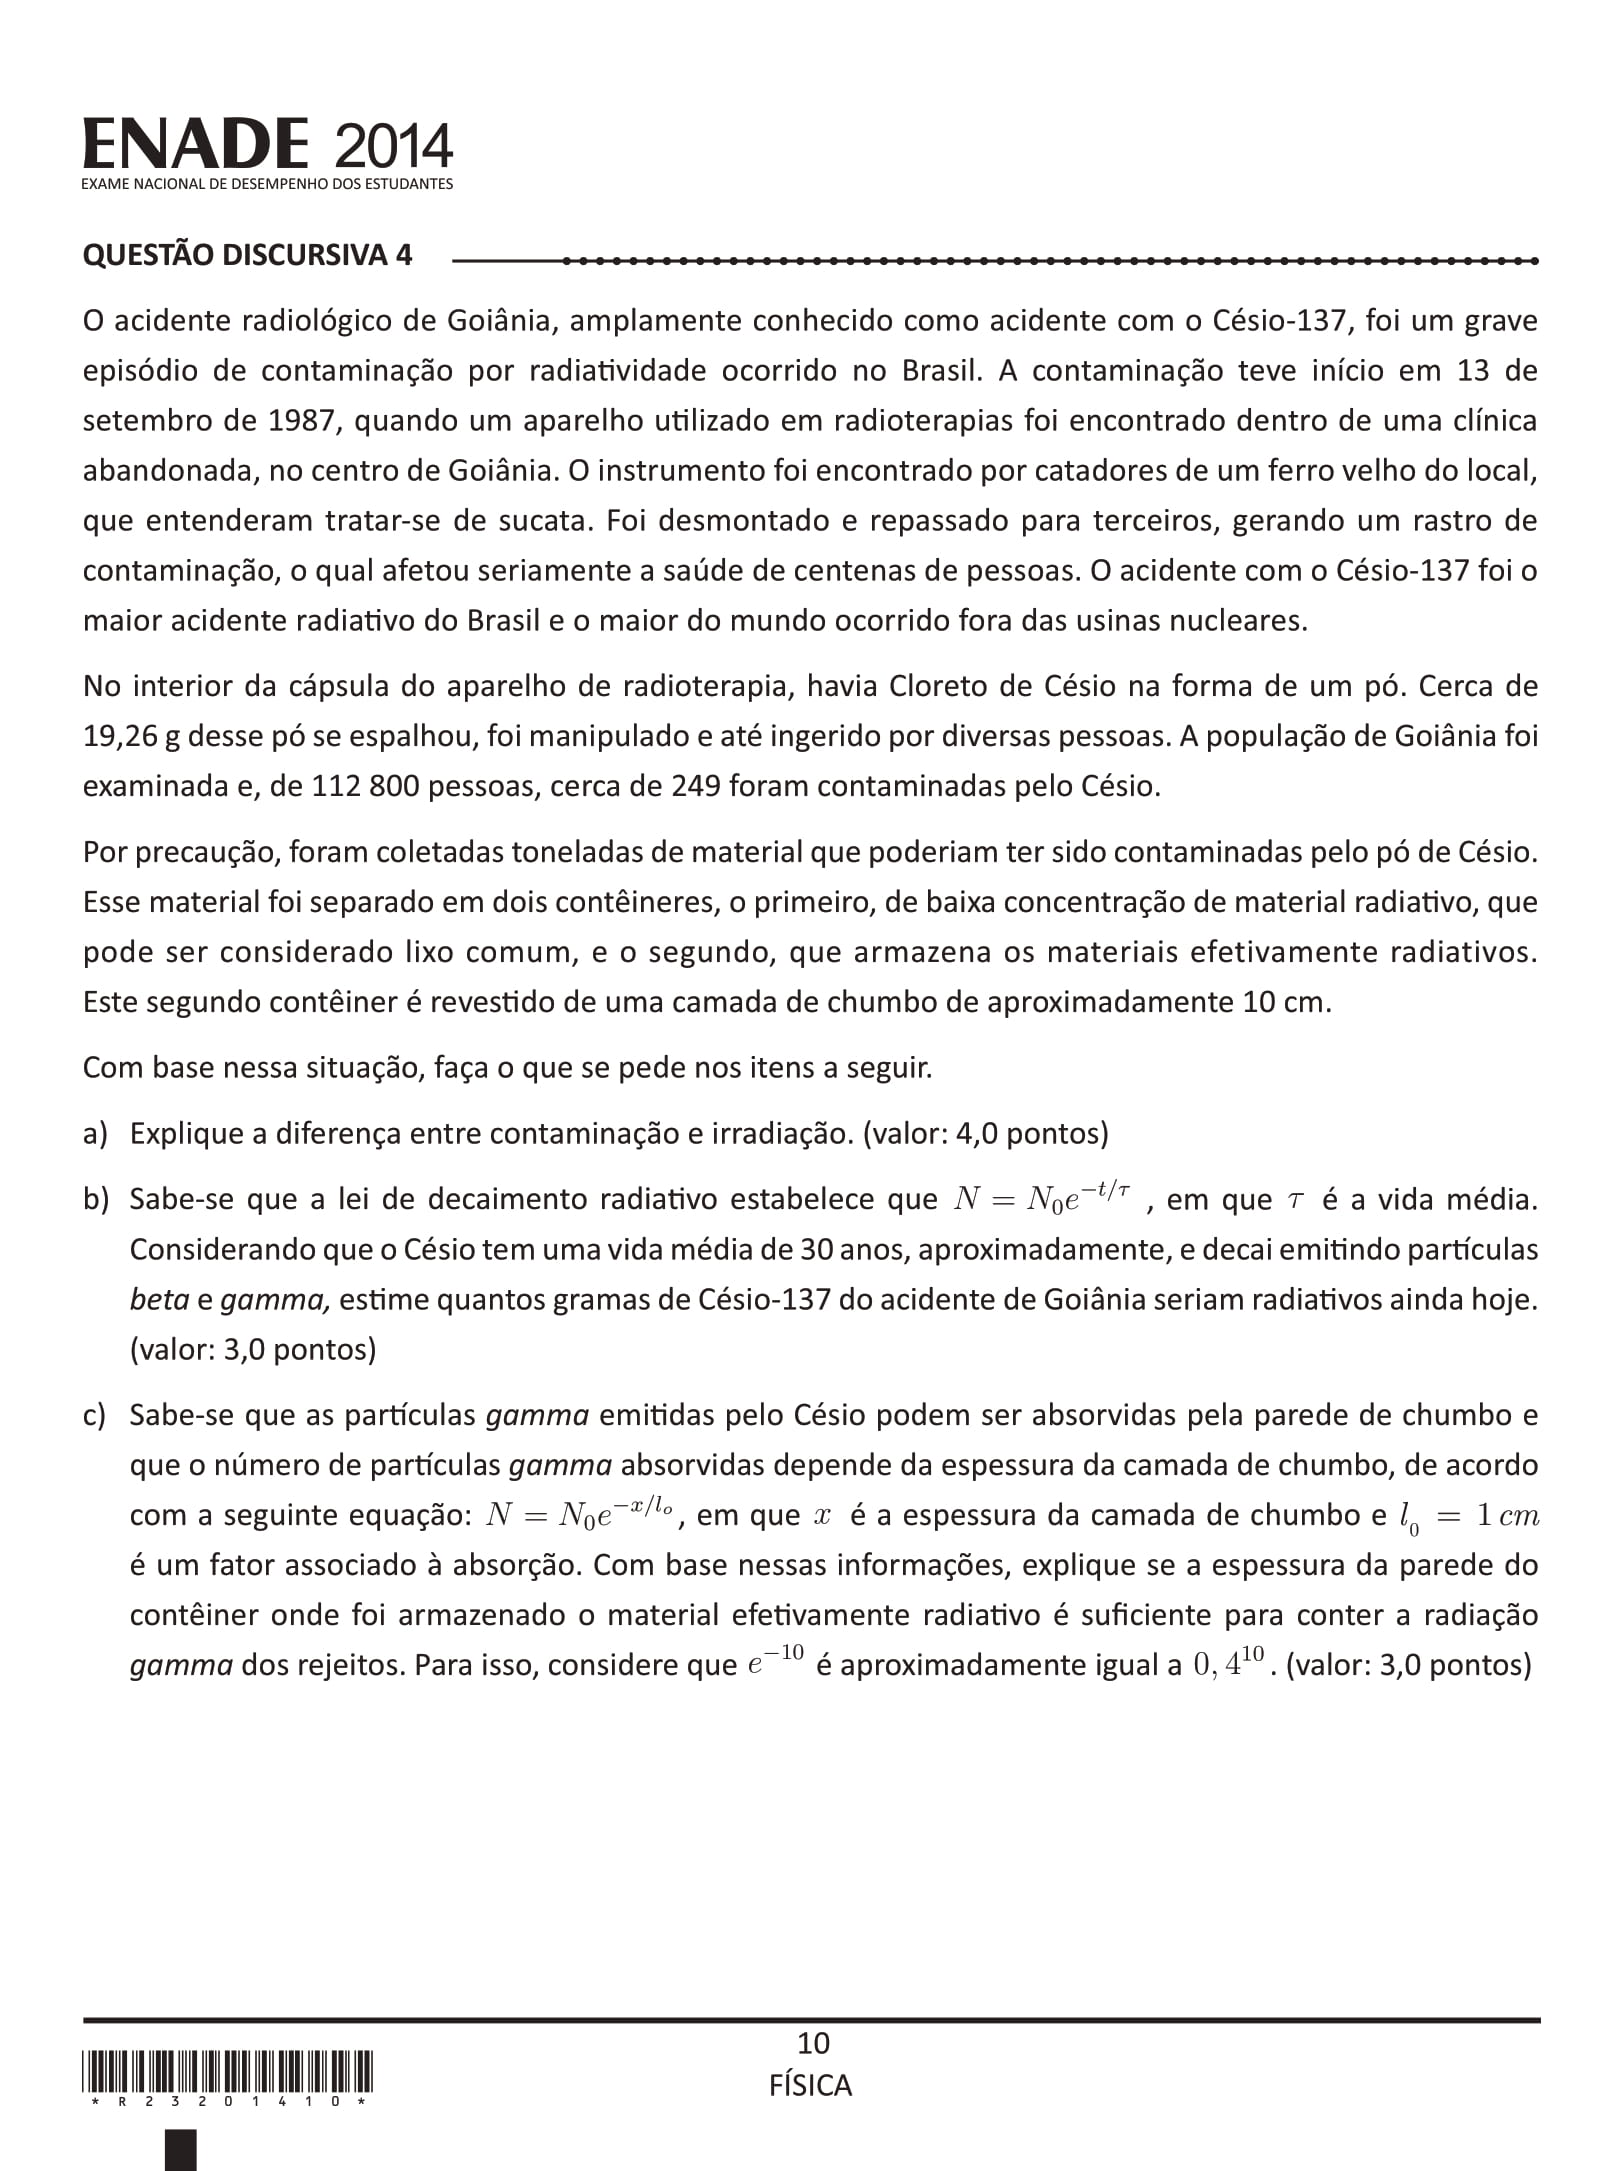 ENADE 2014
EXAME NACIONAL DE DESEMPENHO DOS ESTUDANTES
QUESTÃO DISCURSIVA 4
O acidente radiológico de Goiânia, amplamente conhecido como acidente com o Césio-137, foi um grave
episódio de contaminação por radiatividade ocorrido no Brasil. A contaminação teve início em 13 de
setembro de 1987, quando um aparelho utilizado em radioterapias foi encontrado dentro de uma clínica
abandonada, no centro de Goiânia. O instrumento foi encontrado por catadores de um ferro velho do local,
que entenderam tratar-se de sucata. Foi desmontado e repassado para terceiros, gerando um rastro de
contaminação, o qual afetou seriamente a saúde de centenas de pessoas. O acidente com o Césio-137 foi o
maior acidente radiativo do Brasil e o maior do mundo ocorrido fora das usinas nucleares.
No interior da cápsula do aparelho de radioterapia, havia Cloreto de Césio na forma de um pó. Cerca de
19,26 g desse pó se espalhou, foi manipulado e até ingerido por diversas pessoas. A população de Goiânia foi
examinada e, de 112 800 pessoas, cerca de 249 foram contaminadas pelo Césio.
Por precaução, foram coletadas toneladas de material que poderiam ter sido contaminadas pelo pó de Césio.
Esse material foi separado em dois contêineres, o primeiro, de baixa concentração de material radiativo, que
pode ser considerado lixo comum, e o segundo, que armazena os materiais efetivamente radiativos.
Este segundo contêiner é revestido de uma camada de chumbo de aproximadamente 10 cm.
Com base nessa situação, faça o que se pede nos itens a seguir.
a) Explique a diferença entre contaminação e irradiação. (valor: 4,0 pontos)
b) Sabe-se que a lei de decaimento radiativo estabelece que $N = N_0 e^{-t/\tau}$ , em que $\tau$ é a vida média.
Considerando que o Césio tem uma vida média de 30 anos, aproximadamente, e decai emitindo partículas
beta e gamma, estime quantos gramas de Césio-137 do acidente de Goiânia seriam radiativos ainda hoje.
(valor: 3,0 pontos)
c) Sabe-se que as partículas gamma emitidas pelo Césio podem ser absorvidas pela parede de chumbo e
que o número de partículas gamma absorvidas depende da espessura da camada de chumbo, de acordo
com a seguinte equação: $N = N_0 e^{-x/l_o}$, em que $x$ é a espessura da camada de chumbo e $l_0 = 1\,cm$
é um fator associado à absorção. Com base nessas informações, explique se a espessura da parede do
contêiner onde foi armazenado o material efetivamente radiativo é suficiente para conter a radiação
gamma dos rejeitos. Para isso, considere que $e^{-10}$ é aproximadamente igual a $0,4^{10}$. (valor: 3,0 pontos)
10
FÍSICA
* R 2 3 2 0 1 4 1 0 *